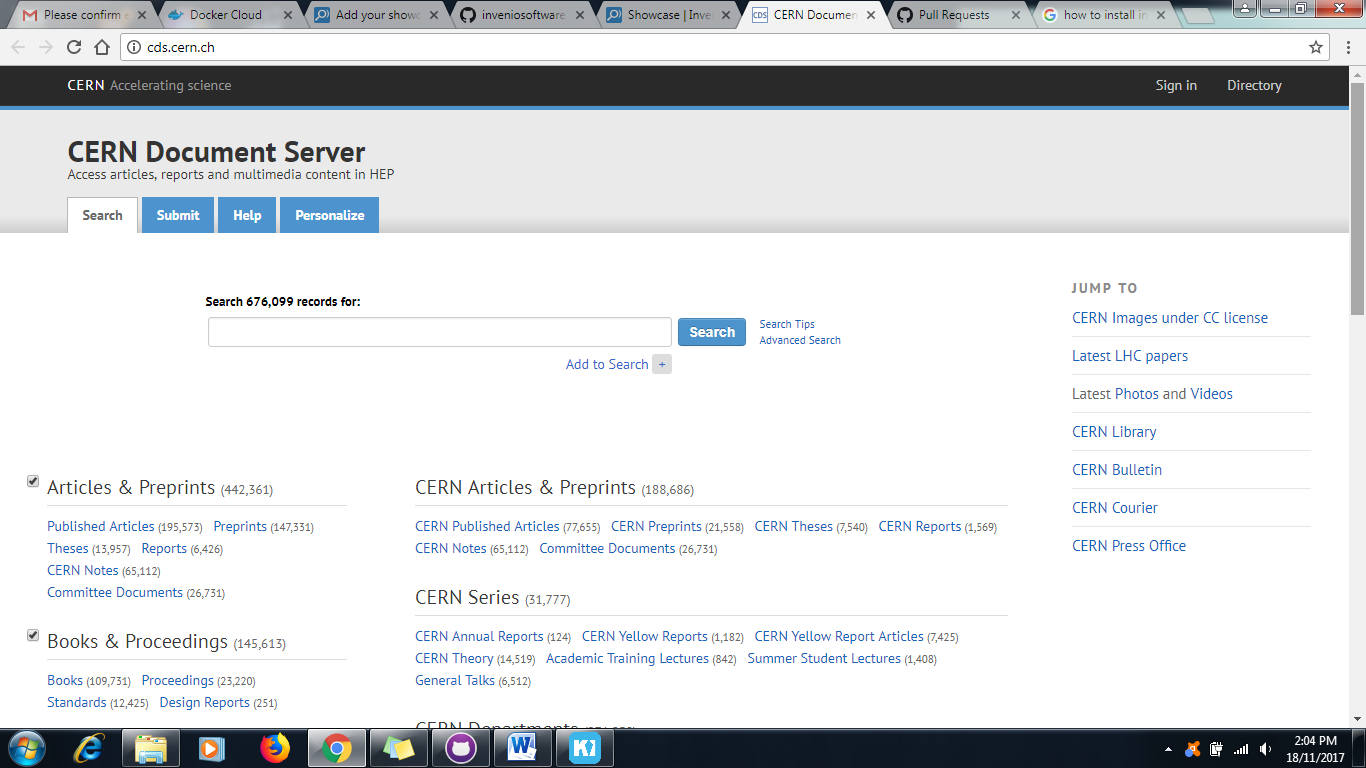 Please confirm e
Docker Cloud
Add your showc
inveniosoftware
Showcase | Inve
CERN Documen
Pull Requests
how to install in
cds.cern.ch
CERN Accelerating science
Sign in
Directory
CERN Document Server
Access articles, reports and multimedia content in HEP
Search
Submit
Help
Personalize
Search 676,099 records for:
Search
Search Tips
Advanced Search
Add to Search +
JUMP TO
CERN Images under CC license
Latest LHC papers
Latest Photos and Videos
CERN Library
CERN Bulletin
CERN Courier
CERN Press Office
Articles & Preprints (442,361)
Published Articles (195,573) Preprints (147,331)
Theses (13,957) Reports (6,426)
CERN Notes (65,112)
Committee Documents (26,731)
Books & Proceedings (145,613)
Books (109,731) Proceedings (23,220)
Standards (12,425) Design Reports (251)
CERN Articles & Preprints (188,686)
CERN Published Articles (77,655) CERN Preprints (21,558) CERN Theses (7,540) CERN Reports (1,569)
CERN Notes (65,112) Committee Documents (26,731)
CERN Series (31,777)
CERN Annual Reports (124) CERN Yellow Reports (1,182) CERN Yellow Report Articles (7,425)
CERN Theory (14,519) Academic Training Lectures (842) Summer Student Lectures (1,408)
General Talks (6,512)
CERN Departments
2:04 PM
18/11/2017